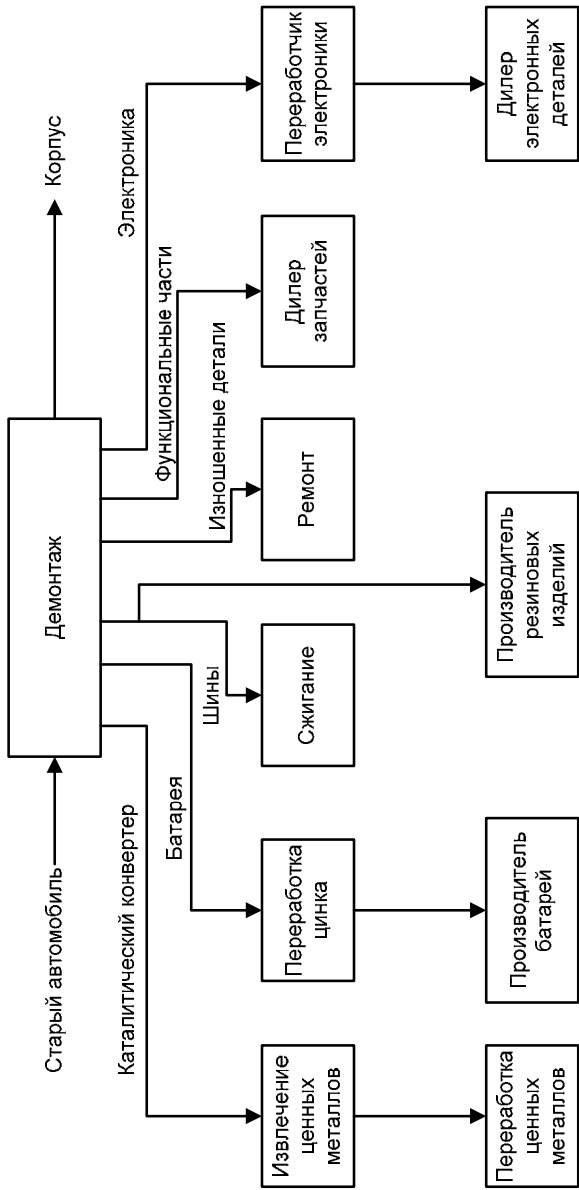 Старый автомобиль
Демонтаж
Корпус
Каталитический конвертер
Батарея
Шины
Изношенные детали
Функциональные части
Электроника
Извлечение
ценных
металлов
Переработка
цинка
Сжигание
Ремонт
Дилер
запчастей
Переработчик
электроники
Переработка
ценных
металлов
Производитель
батарей
Производитель
резиновых
изделий
Дилер
электронных
деталей